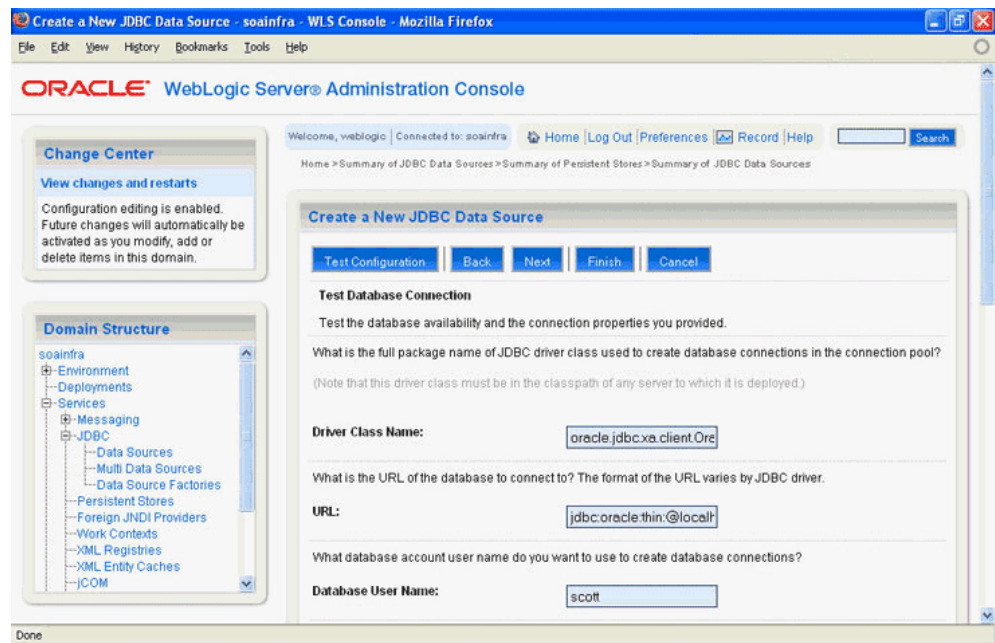 Create a New JDBC Data Source - soainfra - WLS Console - Mozilla Firefox
File Edit View History Bookmarks Tools Help
ORACLE WebLogic Server® Administration Console
Welcome, weblogic Connected to: soainfra Home Log Out Preferences Record Help Search
Home >Summary of JDBC Data Sources >Summary of Persistent Stores >Summary of JDBC Data Sources
Change Center
View changes and restarts
Configuration editing is enabled.
Future changes will automatically be
activated as you modify, add or
delete items in this domain.
Domain Structure
soainfra
Environment
Deployments
Services
Messaging
JDBC
Data Sources
Multi Data Sources
Data Source Factories
Persistent Stores
Foreign JNDI Providers
Work Contexts
XML Registries
XML Entity Caches
jCOM
Create a New JDBC Data Source
Test Configuration Back Next Finish Cancel
Test Database Connection
Test the database availability and the connection properties you provided.
What is the full package name of JDBC driver class used to create database connections in the connection pool?
(Note that this driver class must be in the classpath of any server to which it is deployed.)
Driver Class Name: oracle.jdbc.xa.client.Ora
What is the URL of the database to connect to? The format of the URL varies by JDBC driver.
URL: jdbc:oracle:thin:@localh
What database account user name do you want to use to create database connections?
Database User Name: scott
Done